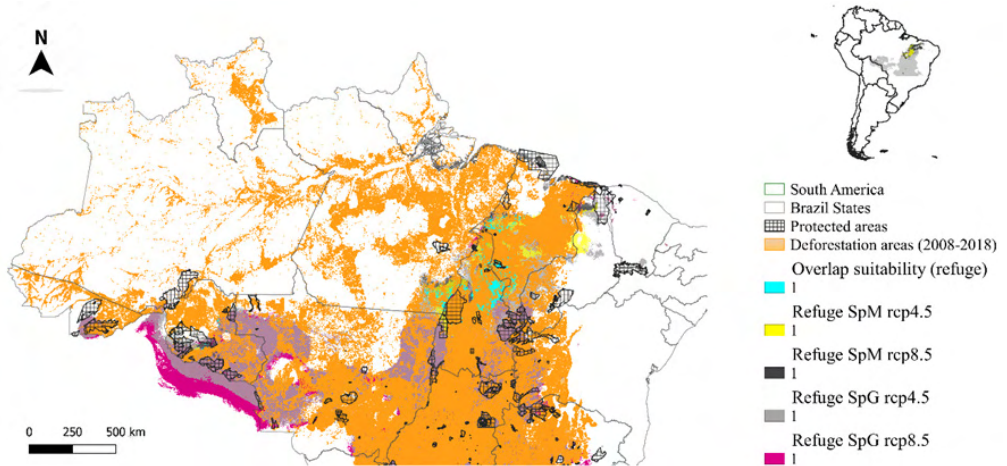 N
0 250 500 km
South America
Brazil States
Protected areas
Deforestation areas (2008-2018)
Overlap suitability (refuge)
1
Refuge SpM rcp4.5
1
Refuge SpM rcp8.5
1
Refuge SpG rcp4.5
1
Refuge SpG rcp8.5
1